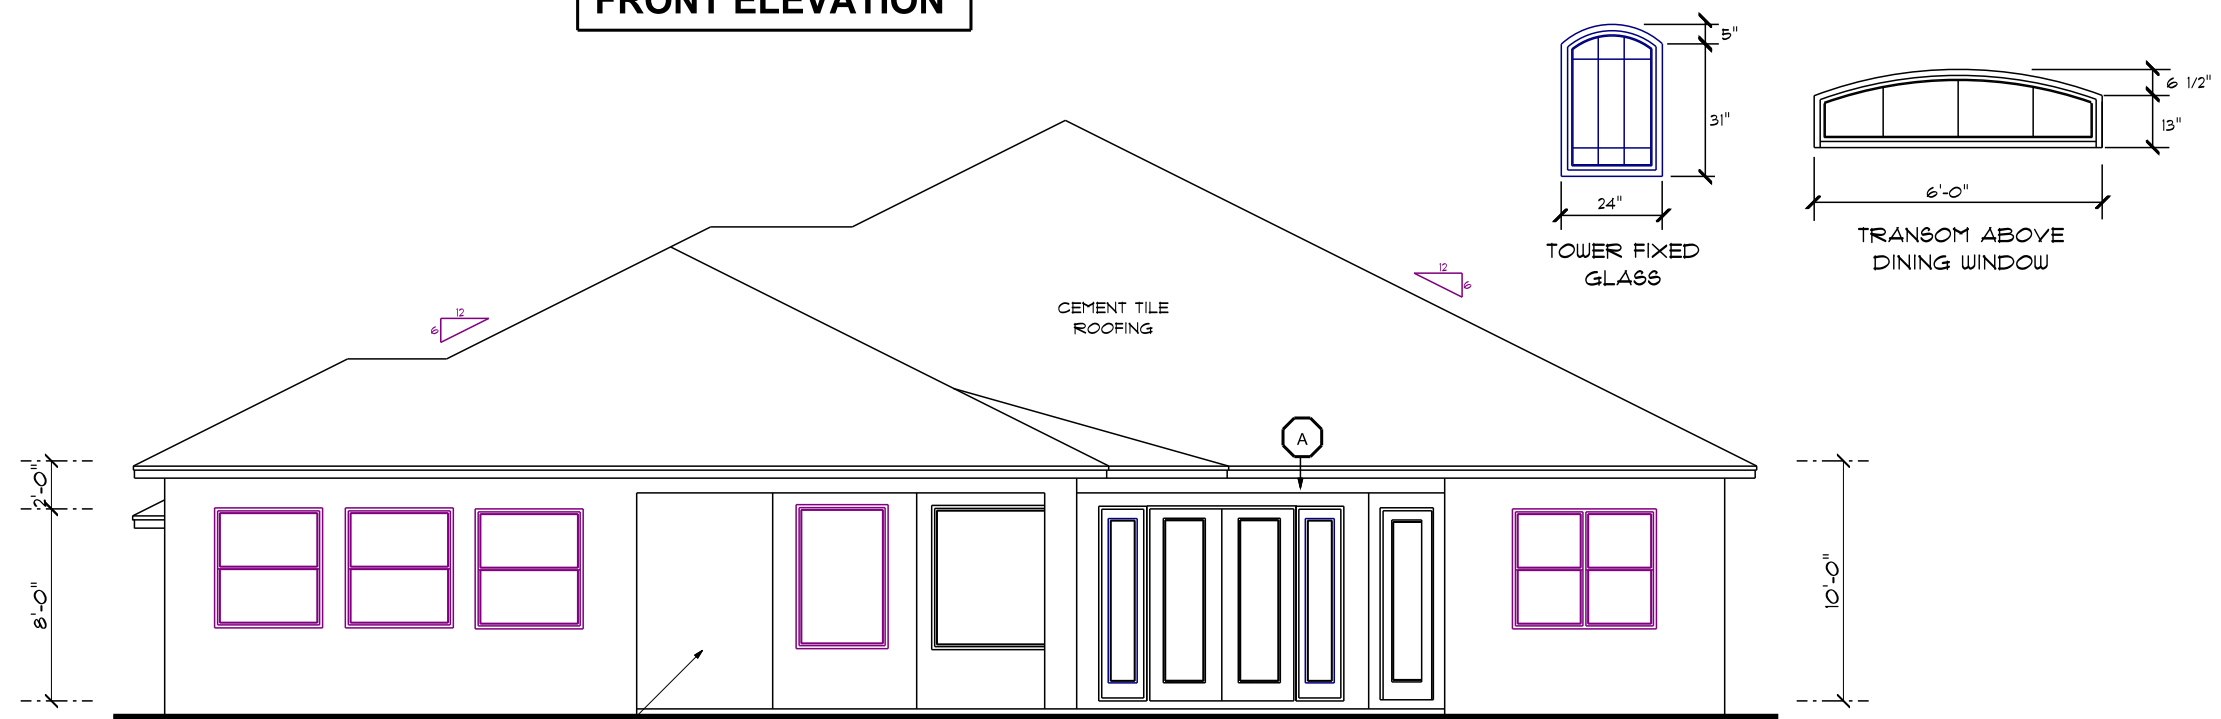 FRONT ELEVATION
5"
31"
24"
TOWER FIXED
GLASS
6 1/2"
13"
6'-0"
TRANSOM ABOVE
DINING WINDOW
12
6
12
6
CEMENT TILE
ROOFING
A
2'-0"
8'-0"
10'-0"